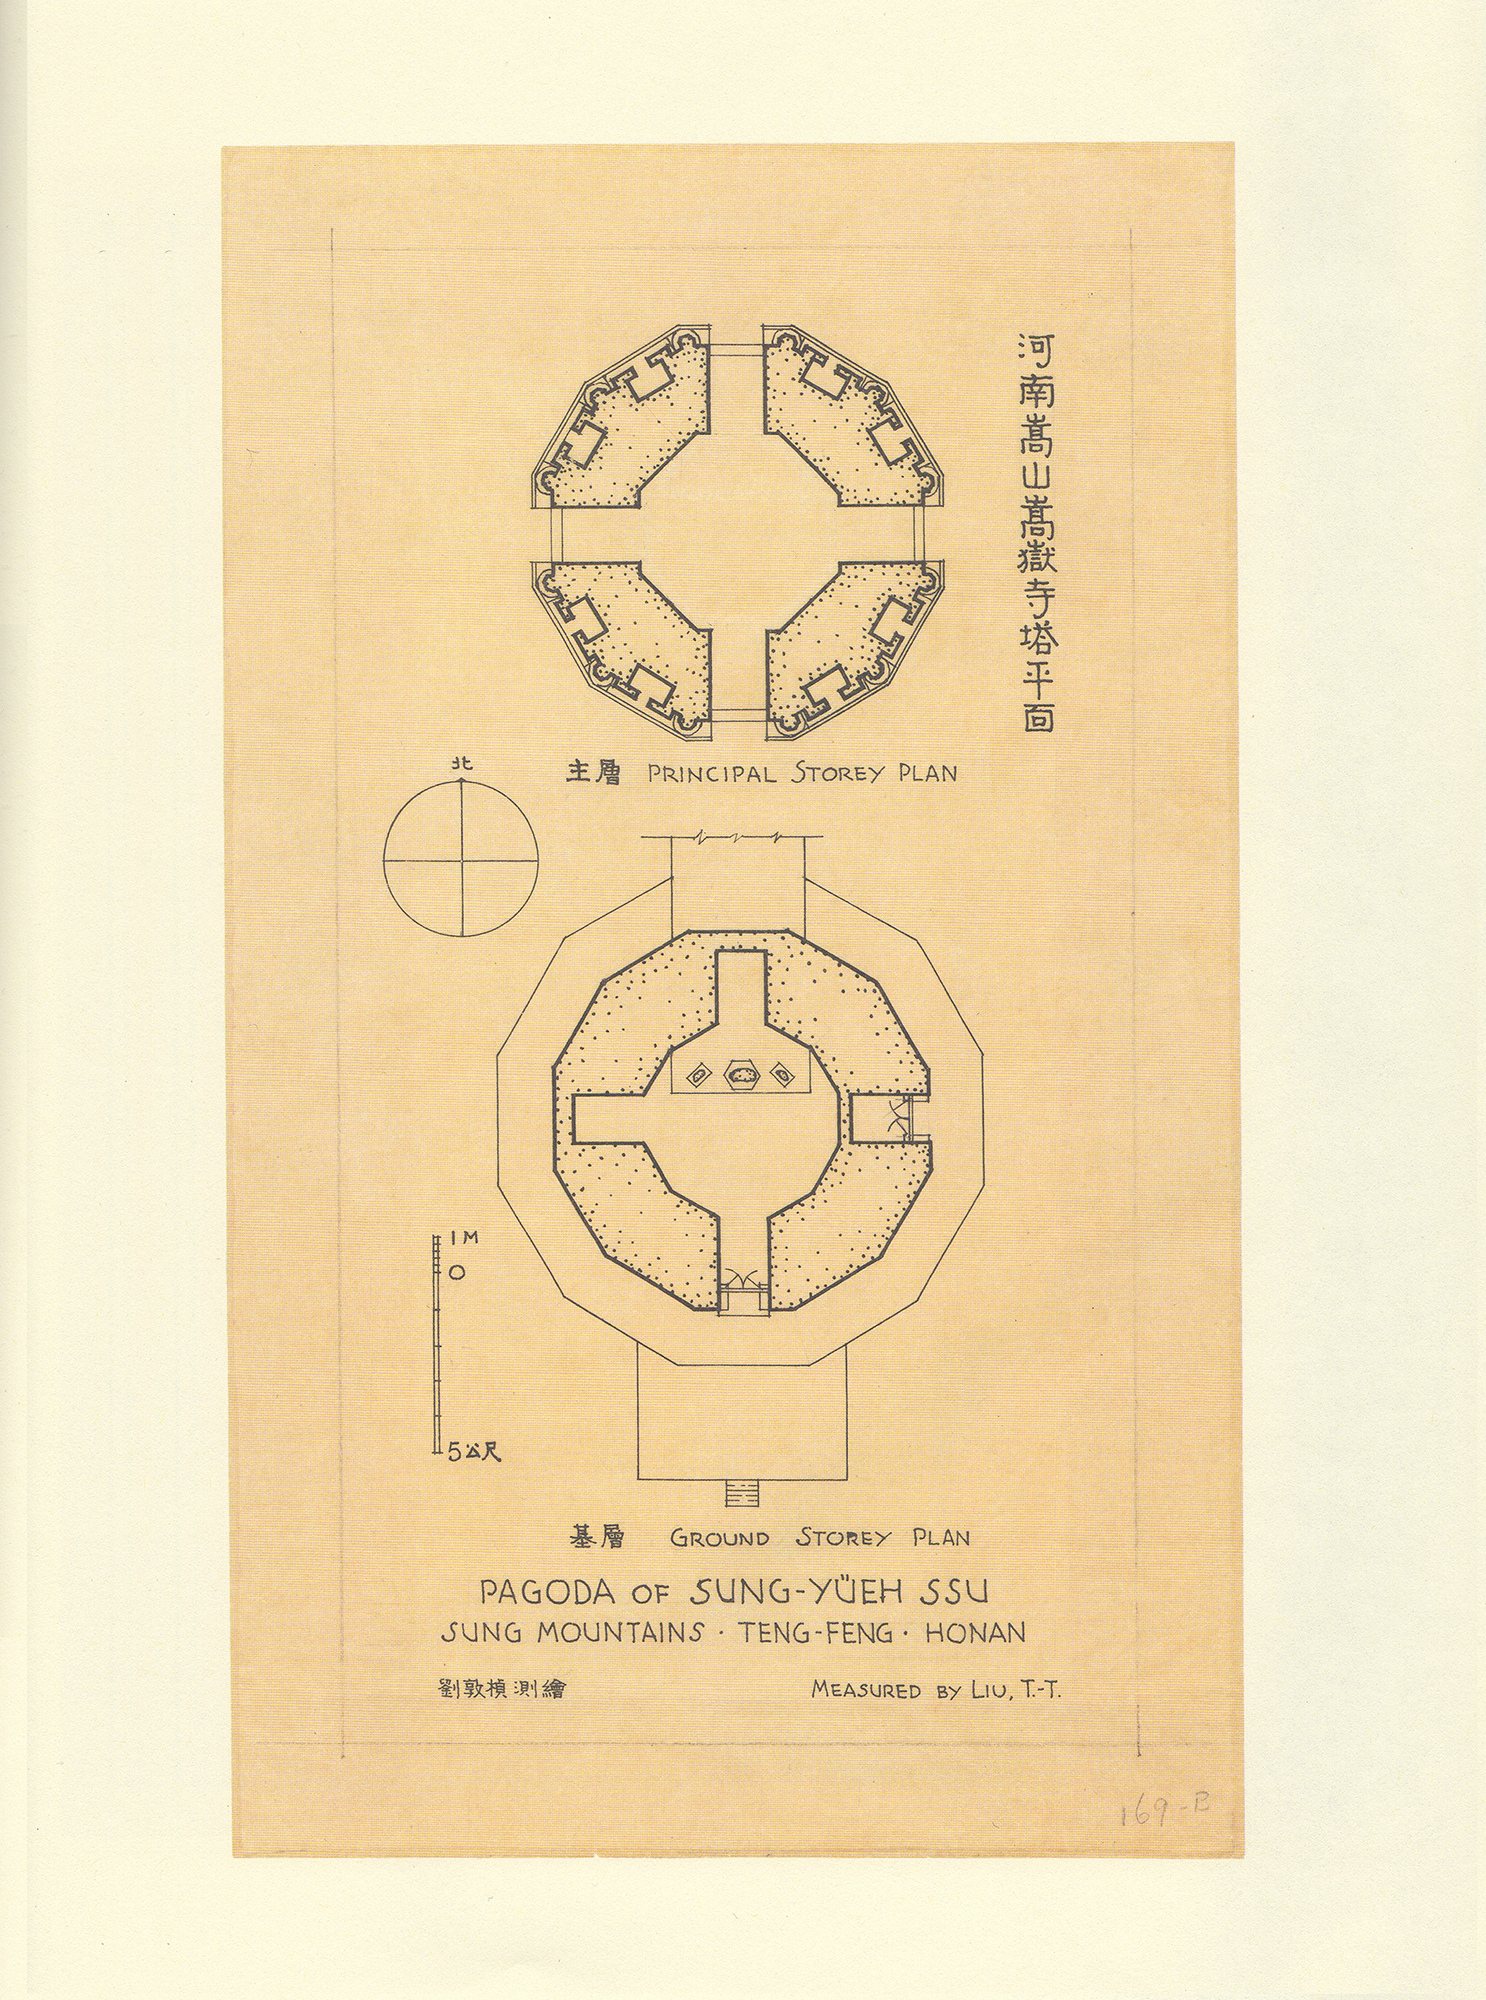 河南嵩山嵩嶽寺塔平面
主層 PRINCIPAL STOREY PLAN
北
1M
0
5公尺
基層 GROUND STOREY PLAN
PAGODA OF SUNG-YÜEH SSU
SUNG MOUNTAINS · TENG-FENG · HONAN
劉敦楨測繪 MEASURED BY LIU, T.-T.
169-B